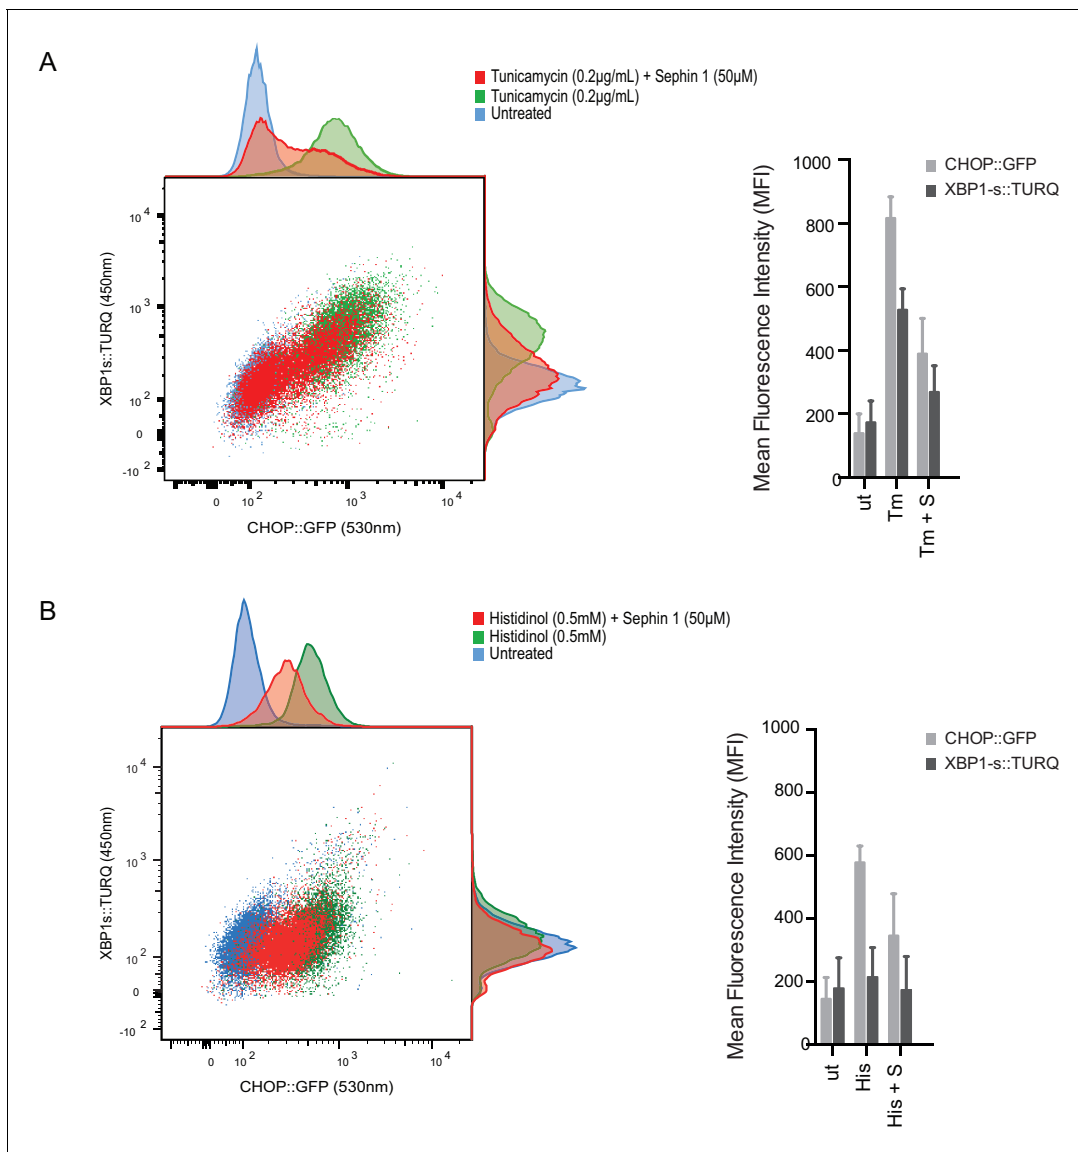 A
Tunicamycin (0.2µg/mL) + Sephin 1 (50µM)
Tunicamycin (0.2µg/mL)
Untreated
XBP1s::TURQ (450nm)
10 4
10 3
10 2
0
-10 2
0
10 2
10 3
10 4
CHOP::GFP (530nm)
Mean Fluorescence Intensity (MFI)
1000
800
600
400
200
0
CHOP::GFP
XBP1-s::TURQ
ut
Tm
Tm + S
B
Histidinol (0.5mM) + Sephin 1 (50µM)
Histidinol (0.5mM)
Untreated
XBP1s::TURQ (450nm)
10 4
10 3
10 2
0
-10 2
0
10 2
10 3
10 4
CHOP::GFP (530nm)
Mean Fluorescence Intensity (MFI)
1000
800
600
400
200
0
CHOP::GFP
XBP1-s::TURQ
ut
His
His + S